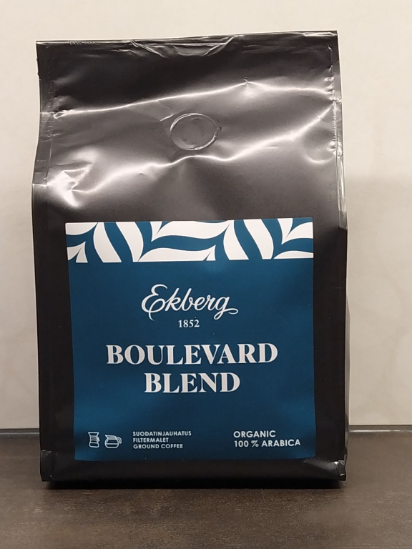 Ekberg
1852
BOULEVARD
BLEND
SUODATINJAUHATUS
FILTERMALET
GROUND COFFEE
ORGANIC
100 % ARABICA